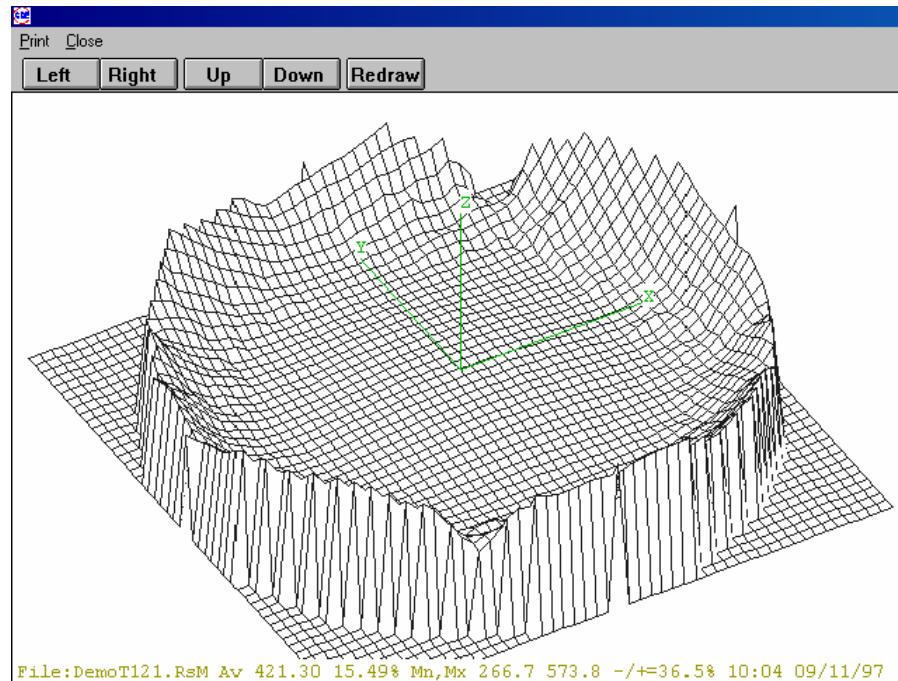 Print Close
Left Right Up Down Redraw
Z
Y
X
File:DemoT121.RsM Av 421.30 15.49% Mn,Mx 266.7 573.8 -/+=36.5% 10:04 09/11/97